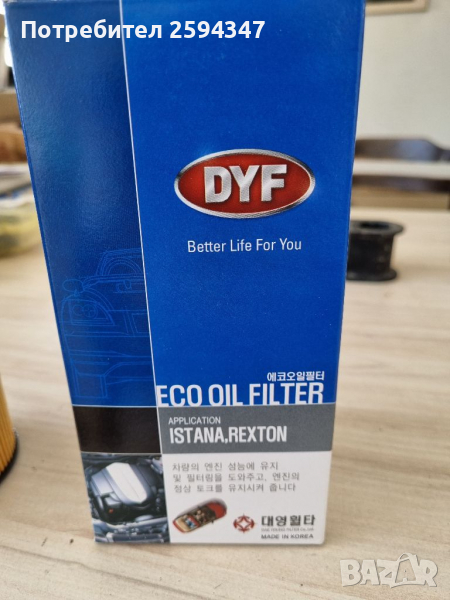 Потребител 2594347
DYF
Better Life For You
에코오일필터
ECO OIL FILTER
APPLICATION
ISTANA,REXTON
차량의 엔진 성능에 유지
및 필터링을 도와주고, 엔진의
정상 토크를 유지시켜 줍니다
대영휠타
MADE IN KOREA
BAZAR.BG